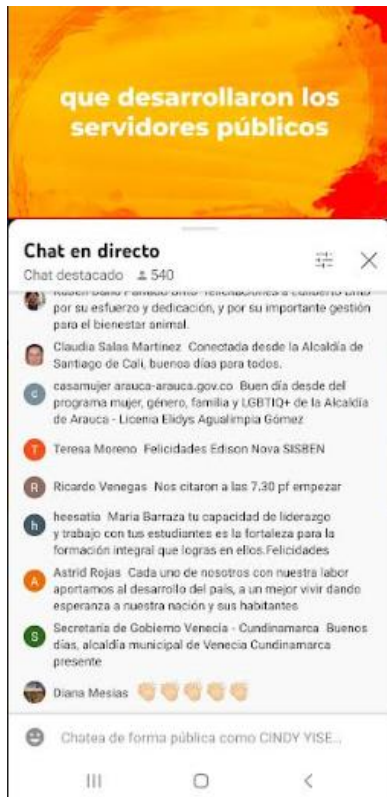 que desarrollaron los
servidores públicos
Chat en directo
Chat destacado 540
por su esfuerzo y dedicación, y por su importante gestión
para el bienestar animal.
Claudia Salas Martinez Conectada desde la Alcaldía de
Santiago de Cali, buenos días para todos.
c casamujer arauca-arauca.gov.co Buen día desde del
programa mujer, género, familia y LGBTIQ+ de la Alcaldía
de Arauca - Licenia Elidys Agualimpia Gómez
T Teresa Moreno Felicidades Edison Nova SISBEN
R Ricardo Venegas Nos citaron a las 7.30 pf empezar
h heesatia Maria Barraza tu capacidad de liderazgo
y trabajo con tus estudiantes es la fortaleza para la
formación integral que logras en ellos.Felicidades
A Astrid Rojas Cada uno de nosotros con nuestra labor
aportamos al desarrollo del país, a un mejor vivir dando
esperanza a nuestra nación y sus habitantes
S Secretaría de Gobierno Venecia - Cundinamarca Buenos
días, alcaldía municipal de Venecia Cundinamarca
presente
Diana Mesias 👏🏻👏🏻👏🏻👏🏻👏🏻
Chatea de forma pública como CINDY YISE...